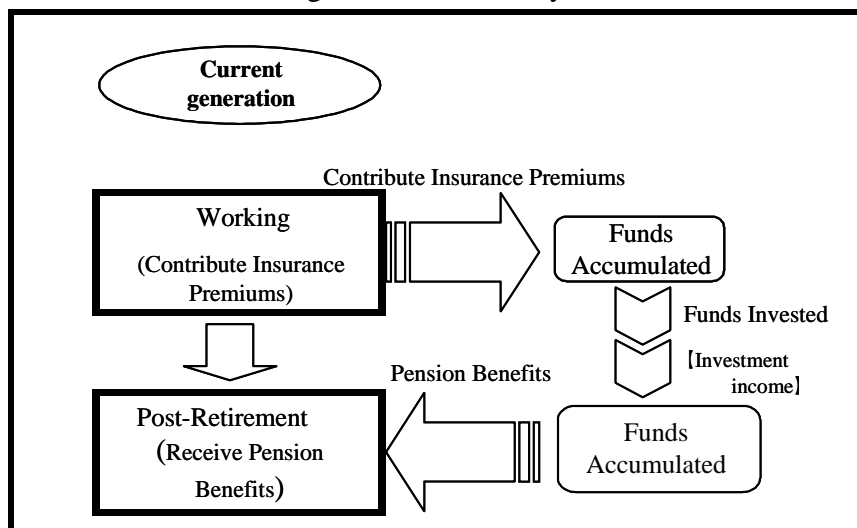 Current
generation
Contribute Insurance Premiums
Working
(Contribute Insurance
Premiums)
Funds
Accumulated
Funds Invested
【Investment
income】
Pension Benefits
Post-Retirement
(Receive Pension
Benefits)
Funds
Accumulated